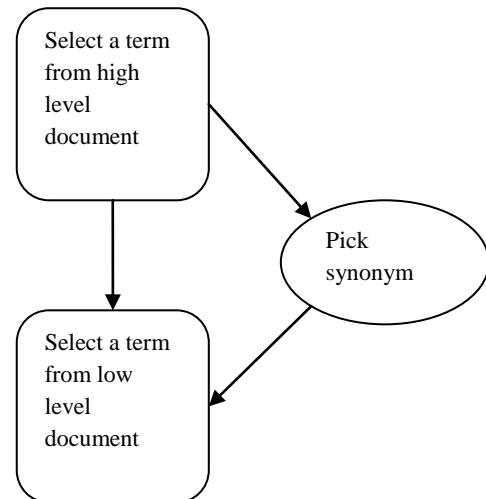 Select a term
from high
level
document
Pick
synonym
Select a term
from low
level
document